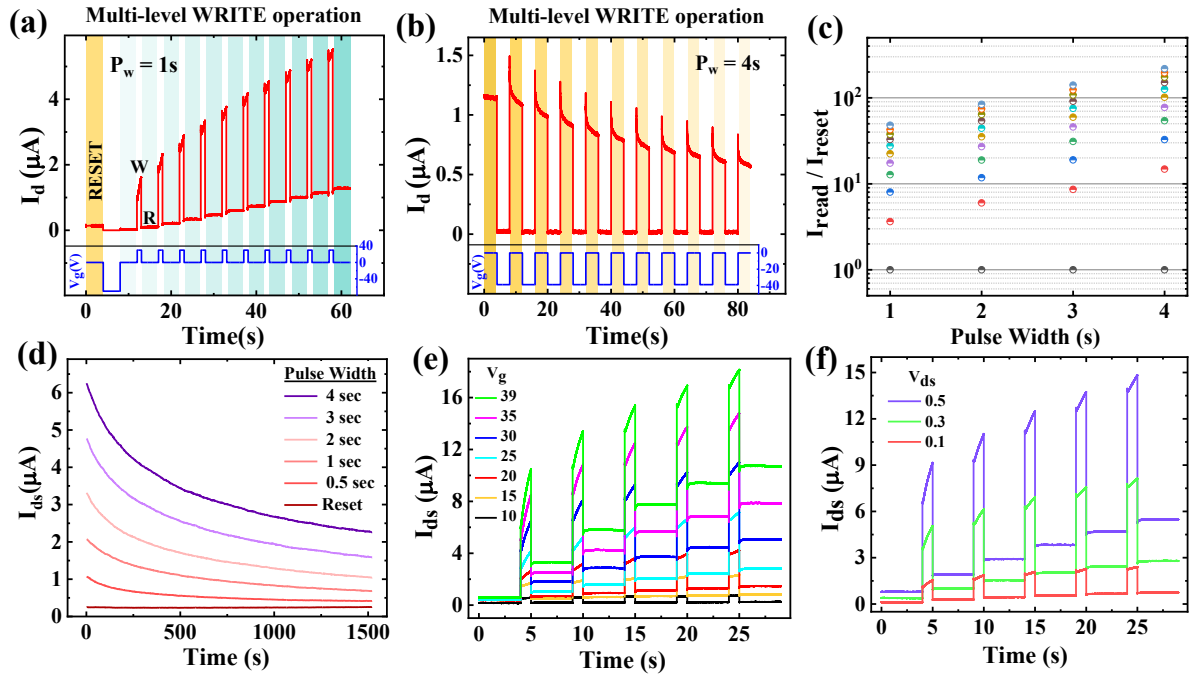 (a)
Multi-level WRITE operation
P_w = 1s
RESET
W
R
I_d (μA)
0
2
4
V_g(V)
40
0
-40
0
20
40
60
Time(s)
(b)
Multi-level WRITE operation
P_w = 4s
I_d (μA)
1.5
1.0
0.5
0.0
V_g(V)
0
-20
-40
0
20
40
60
80
Time(s)
(c)
I_read / I_reset
10^2
10^1
10^0
1
2
3
4
Pulse Width (s)
(d)
Pulse Width
4 sec
3 sec
2 sec
1 sec
0.5 sec
Reset
I_ds(μA)
6
5
4
3
2
1
0
0
500
1000
1500
Time (s)
(e)
V_g
39
35
30
25
20
15
10
I_ds (μA)
16
12
8
4
0
0
5
10
15
20
25
Time (s)
(f)
V_ds
0.5
0.3
0.1
I_ds (μA)
15
12
9
6
3
0
0
5
10
15
20
25
Time (s)